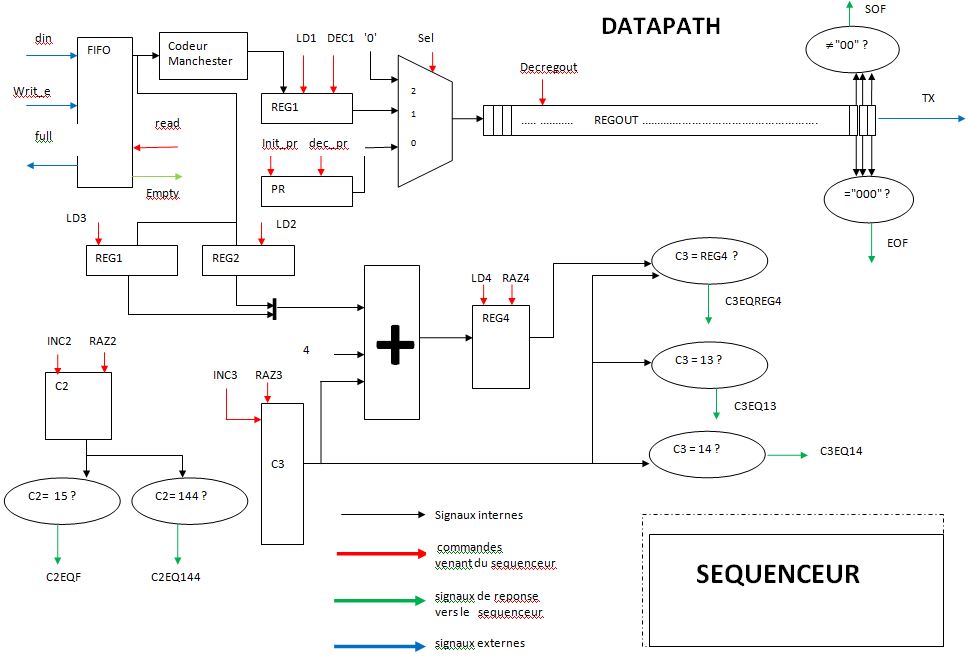 DATAPATH
SOF
≠"00" ?
din
FIFO
Codeur
Manchester
LD1
DEC1
'0'
Sel
Writ_e
REG1
2
1
0
Decregout
..... ........... REGOUT ......................................................
TX
full
read
Init_pr
dec_pr
PR
Empty
="000" ?
EOF
LD3
LD2
REG1
REG2
C3 = REG4 ?
C3EQREG4
LD4
RAZ4
REG4
+
4
INC2
RAZ2
C2
INC3
RAZ3
C3
C3 = 13 ?
C3EQ13
C3 = 14 ?
C3EQ14
C2= 15 ?
C2= 144 ?
C2EQF
C2EQ144
Signaux internes
commandes
venant du sequenceur
signaux de reponse
vers le sequenceur
signaux externes
SEQUENCEUR